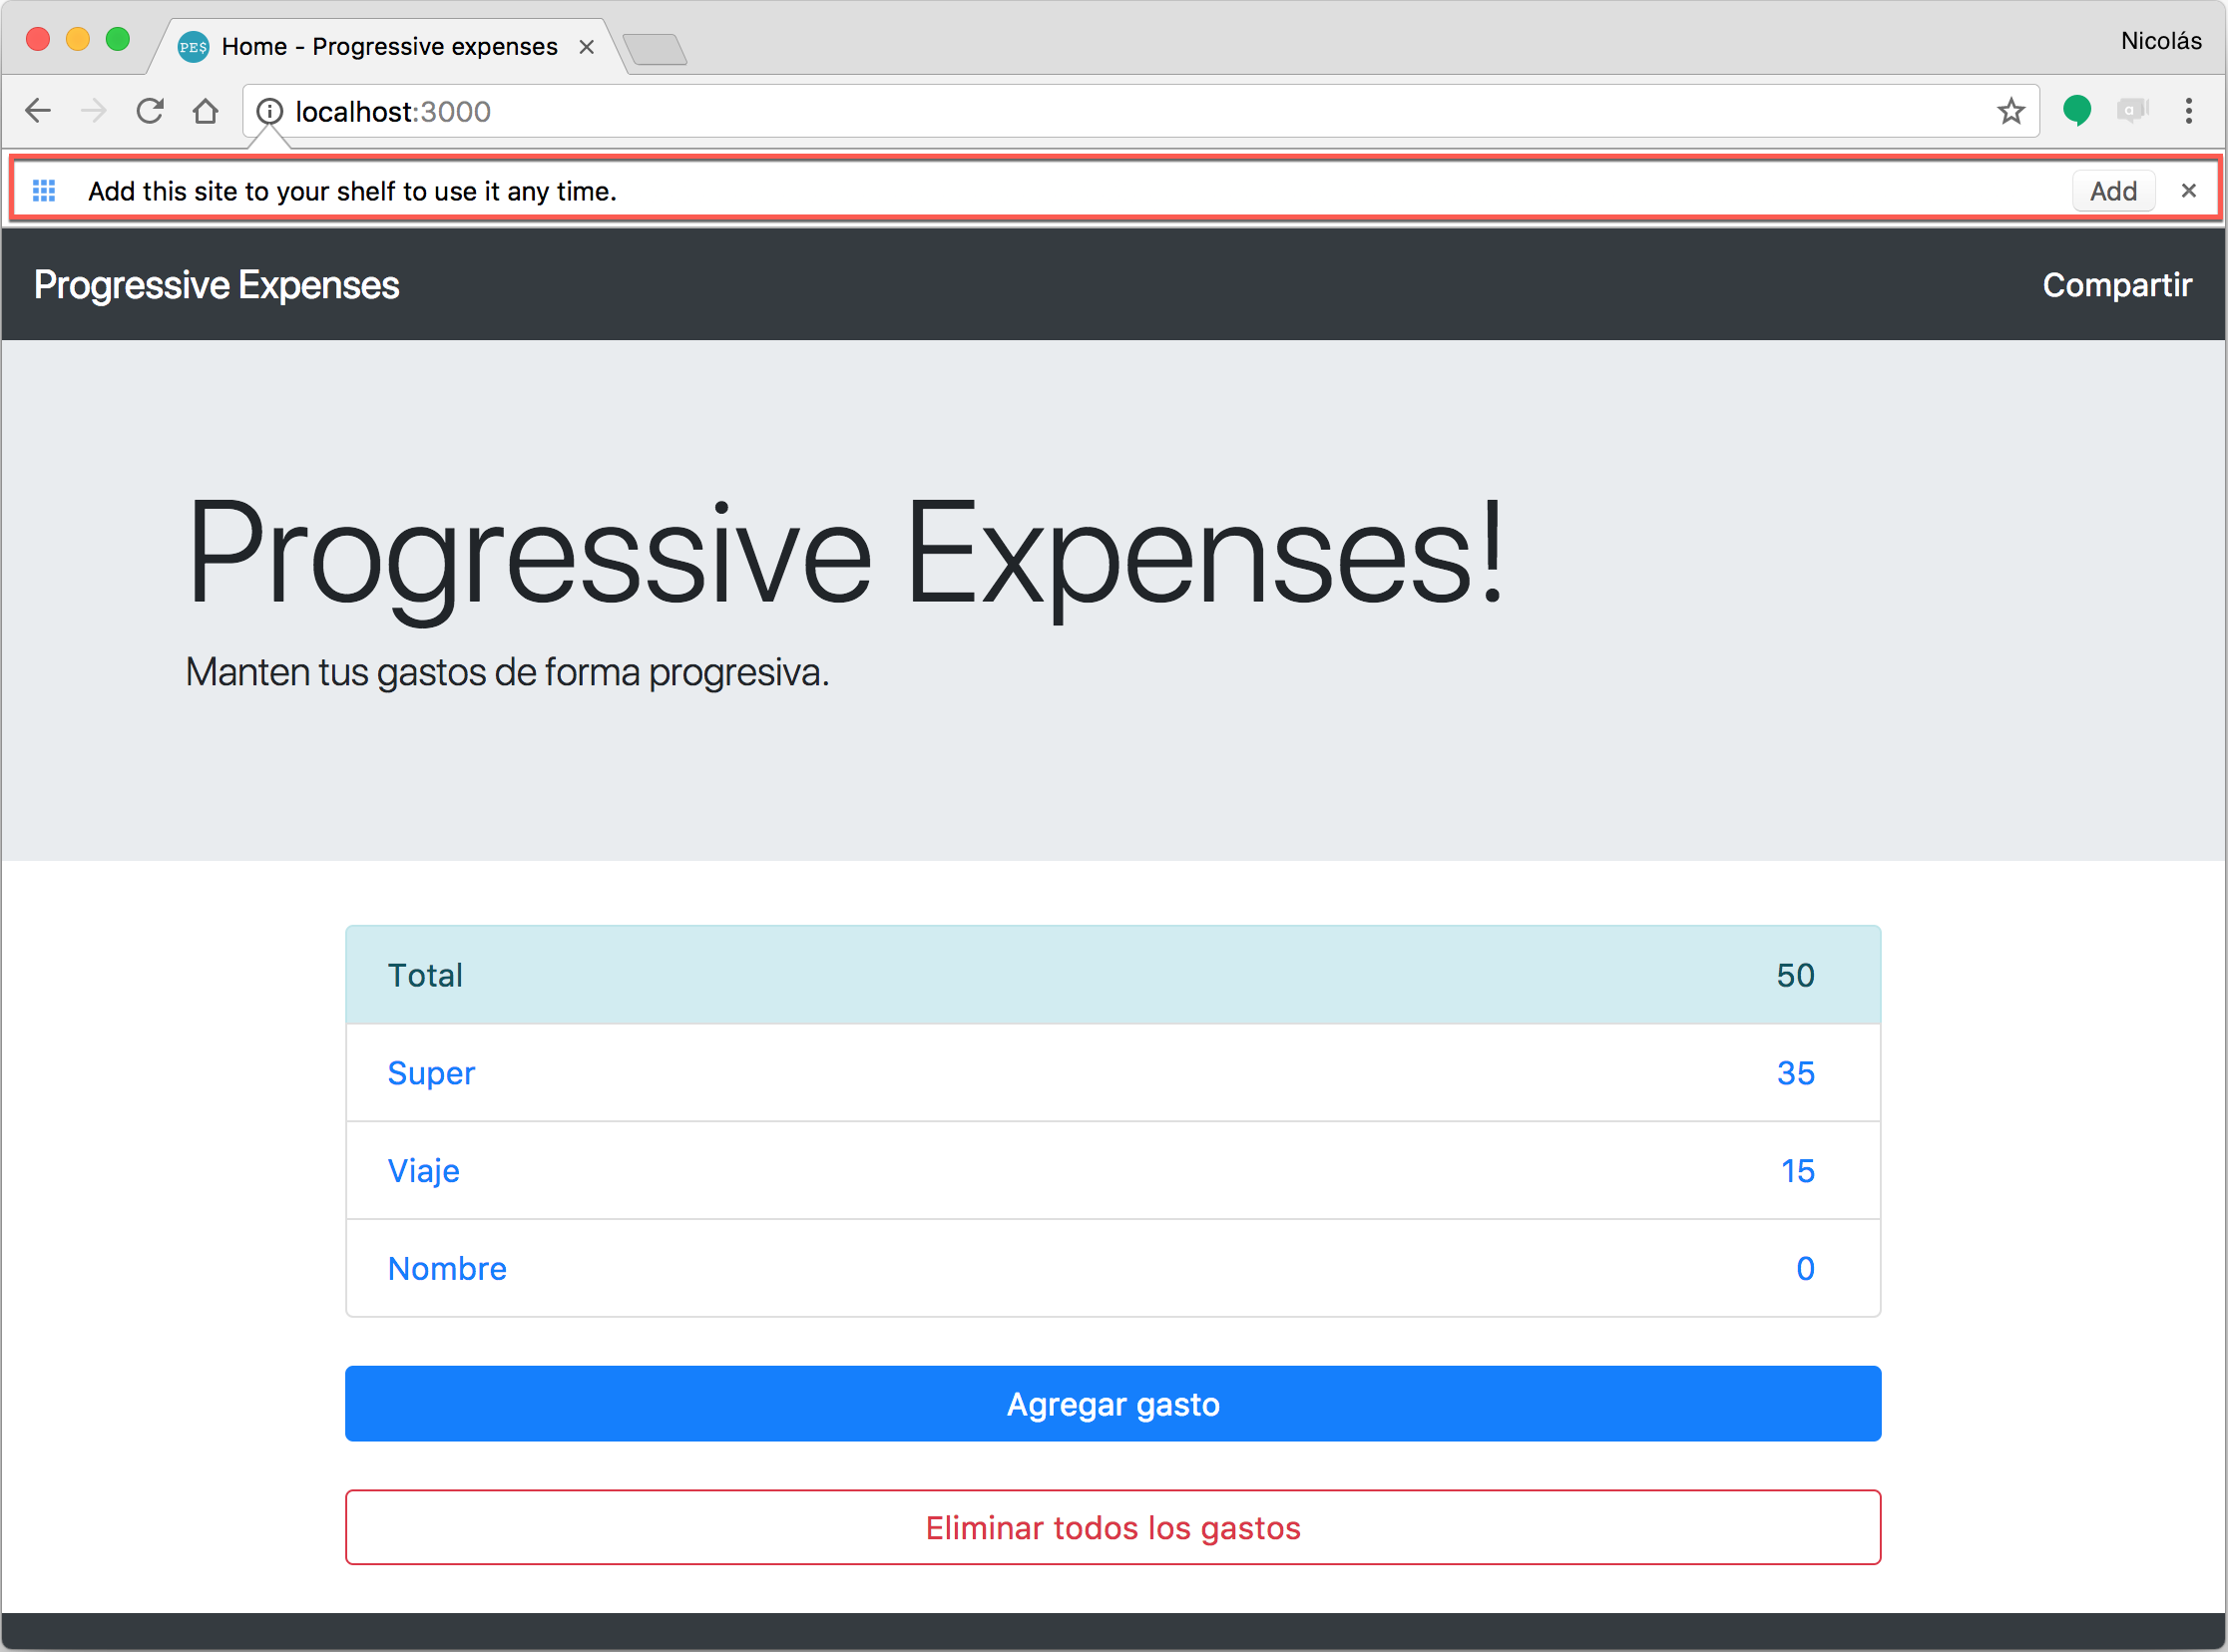 PE$ Home - Progressive expenses
Nicolás
localhost:3000
Add this site to your shelf to use it any time. Add
Progressive Expenses Compartir
Progressive Expenses!
Manten tus gastos de forma progresiva.
Total 50
Super 35
Viaje 15
Nombre 0
Agregar gasto
Eliminar todos los gastos